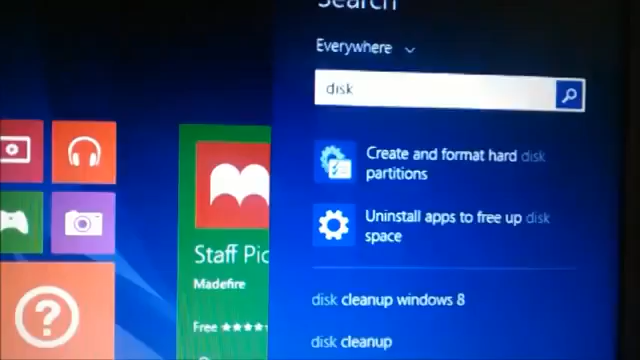 Search
Everywhere
disk
Create and format hard disk
partitions
Uninstall apps to free up disk
space
Staff Pic
Madefire
Free
disk cleanup windows 8
disk cleanup